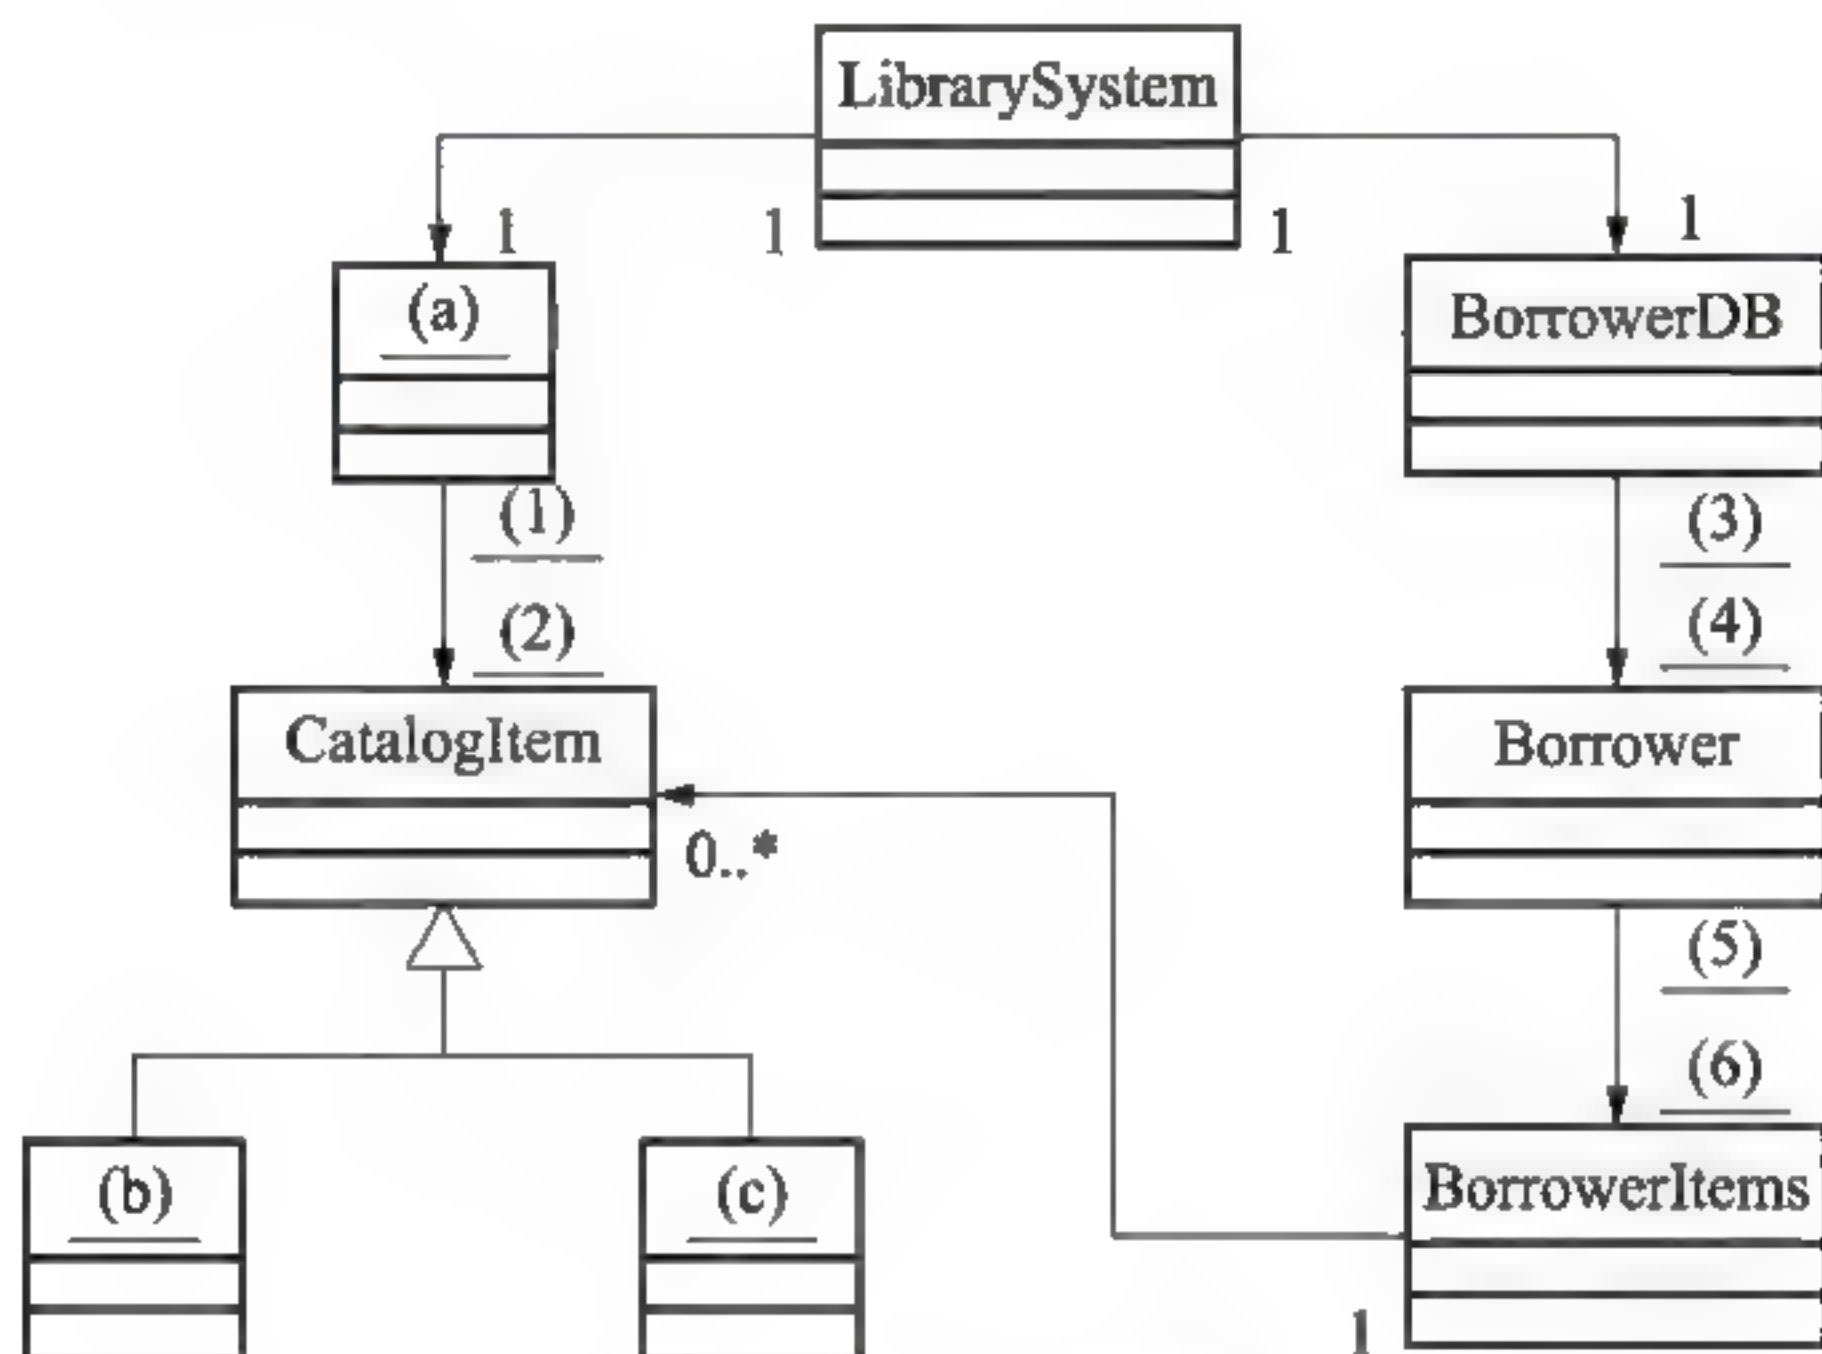 LibrarySystem
1
1
1
1
(a)
BorrowerDB
(1)
(3)
(2)
(4)
CatalogItem
Borrower
0..*
(5)
(6)
(b)
(c)
BorrowerItems
1